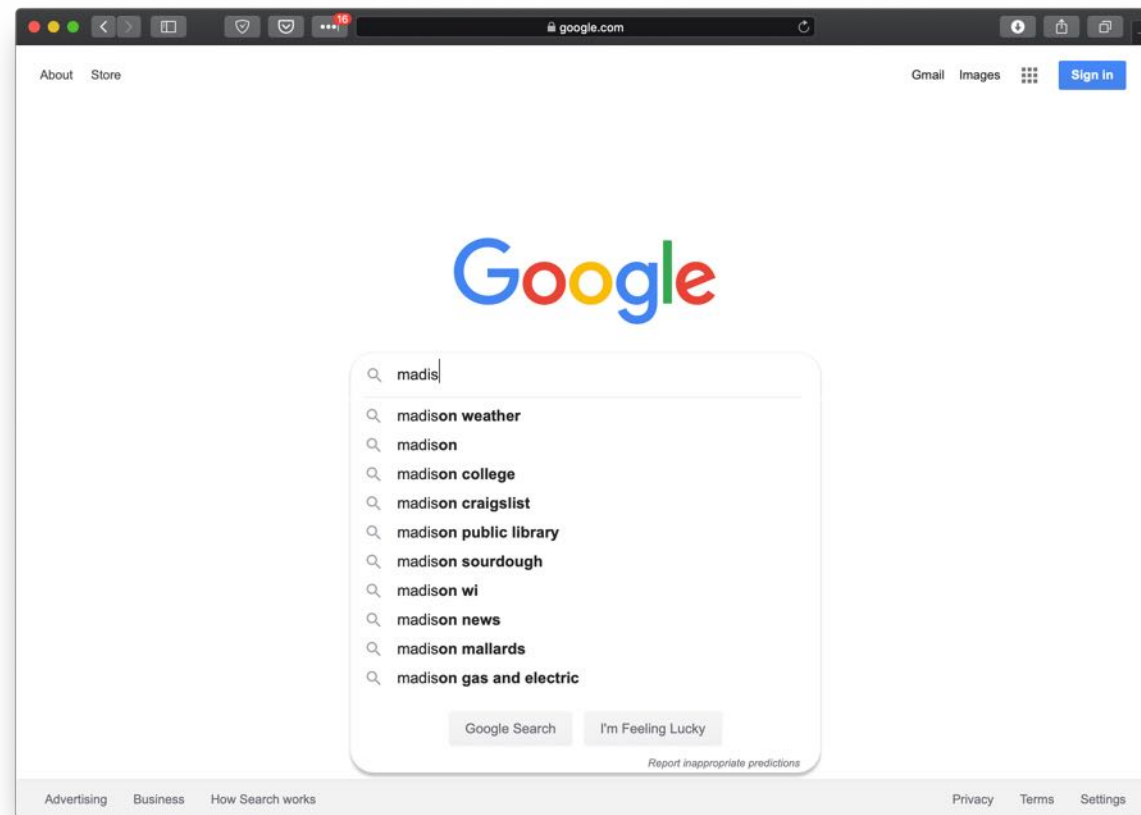 16
google.com
About Store Gmail Images Sign in
Google
madis
madison weather
madison
madison college
madison craigslist
madison public library
madison sourdough
madison wi
madison news
madison mallards
madison gas and electric
Google Search I'm Feeling Lucky
Report inappropriate predictions
Advertising Business How Search works Privacy Terms Settings